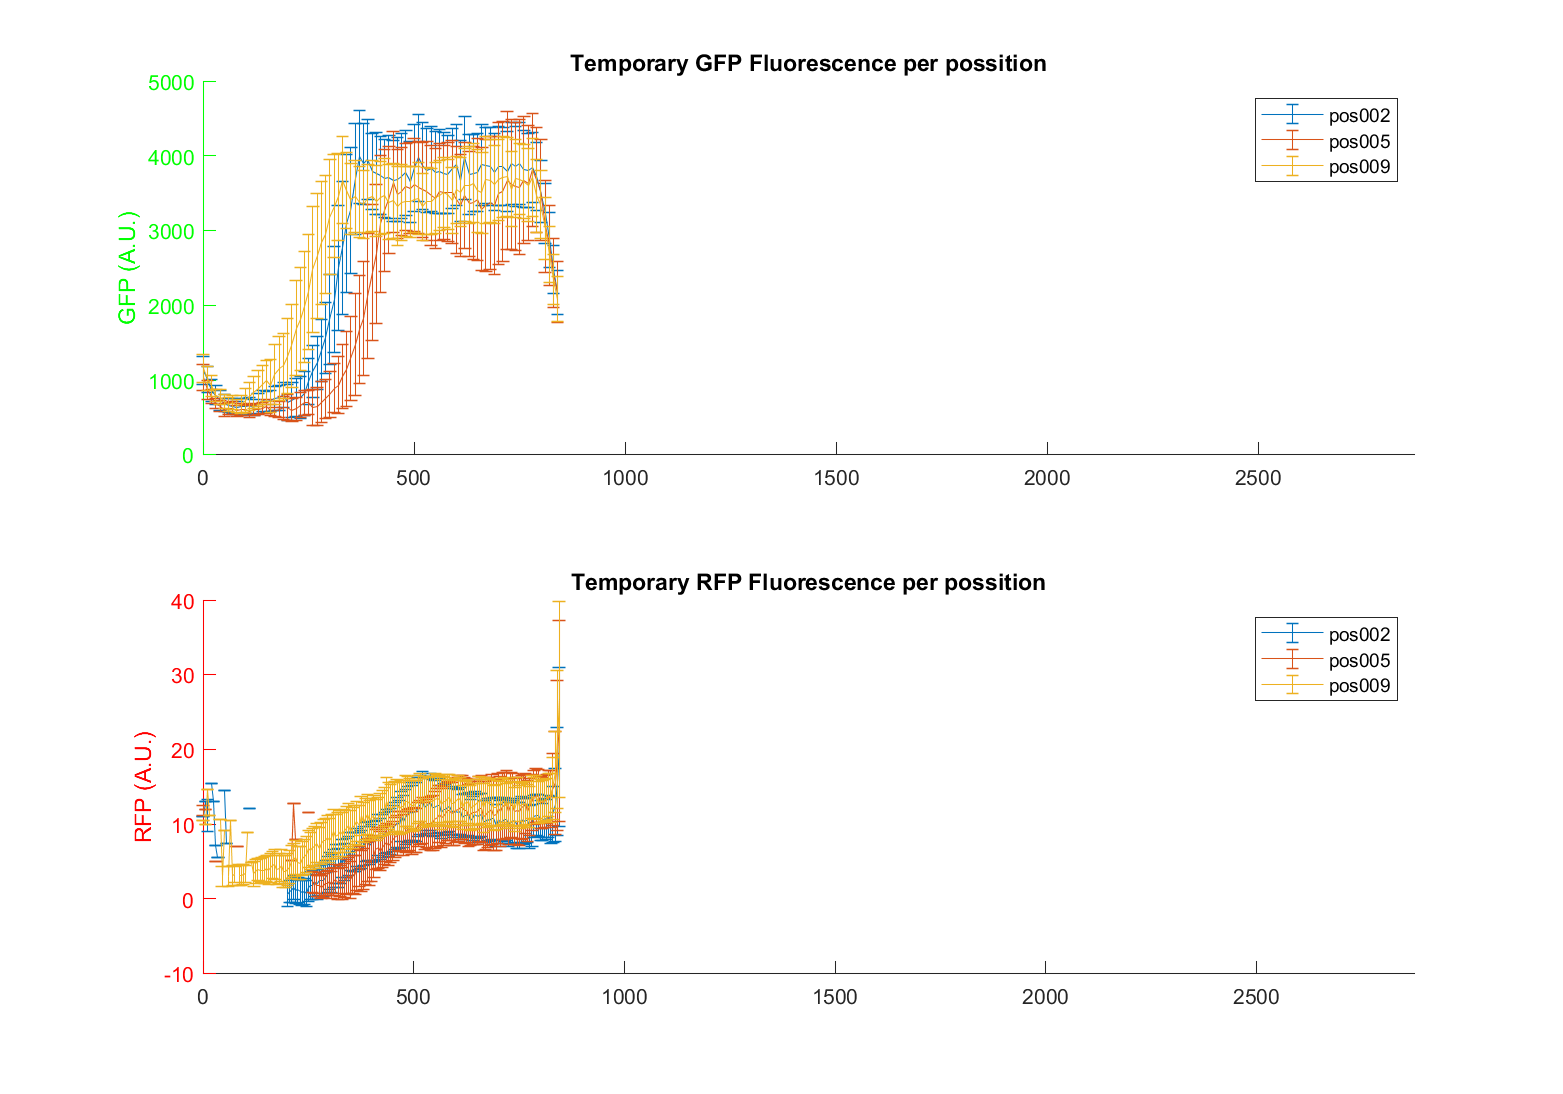 Temporary GFP Fluorescence per possition
5000
4000
3000
2000
1000
0
GFP (A.U.)
0 500 1000 1500 2000 2500
pos002
pos005
pos009
Temporary RFP Fluorescence per possition
40
30
20
10
0
-10
RFP (A.U.)
0 500 1000 1500 2000 2500
pos002
pos005
pos009